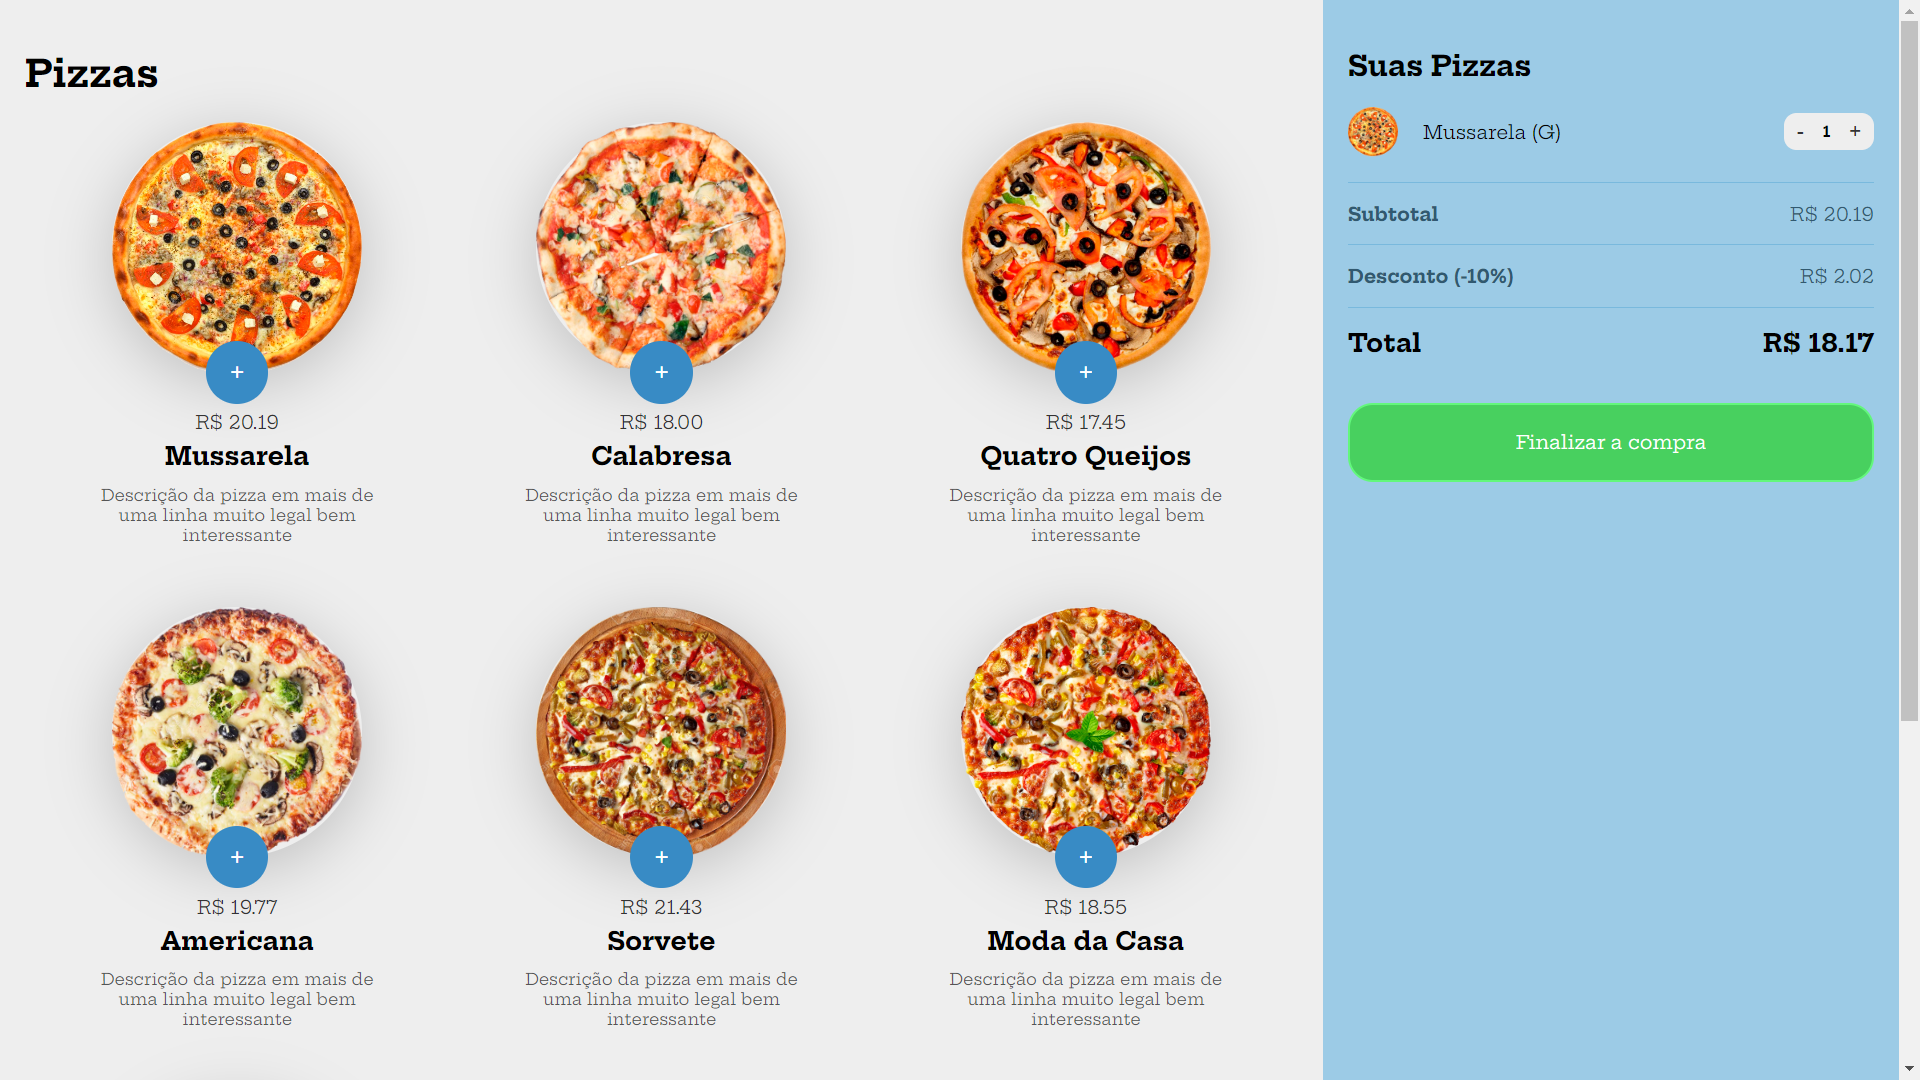 Pizzas
+
R$ 20.19
Mussarela
Descrição da pizza em mais de
uma linha muito legal bem
interessante
+
R$ 18.00
Calabresa
Descrição da pizza em mais de
uma linha muito legal bem
interessante
+
R$ 17.45
Quatro Queijos
Descrição da pizza em mais de
uma linha muito legal bem
interessante
+
R$ 19.77
Americana
Descrição da pizza em mais de
uma linha muito legal bem
interessante
+
R$ 21.43
Sorvete
Descrição da pizza em mais de
uma linha muito legal bem
interessante
+
R$ 18.55
Moda da Casa
Descrição da pizza em mais de
uma linha muito legal bem
interessante
Suas Pizzas
Mussarela (G) - 1 +
Subtotal R$ 20.19
Desconto (-10%) R$ 2.02
Total R$ 18.17
Finalizar a compra